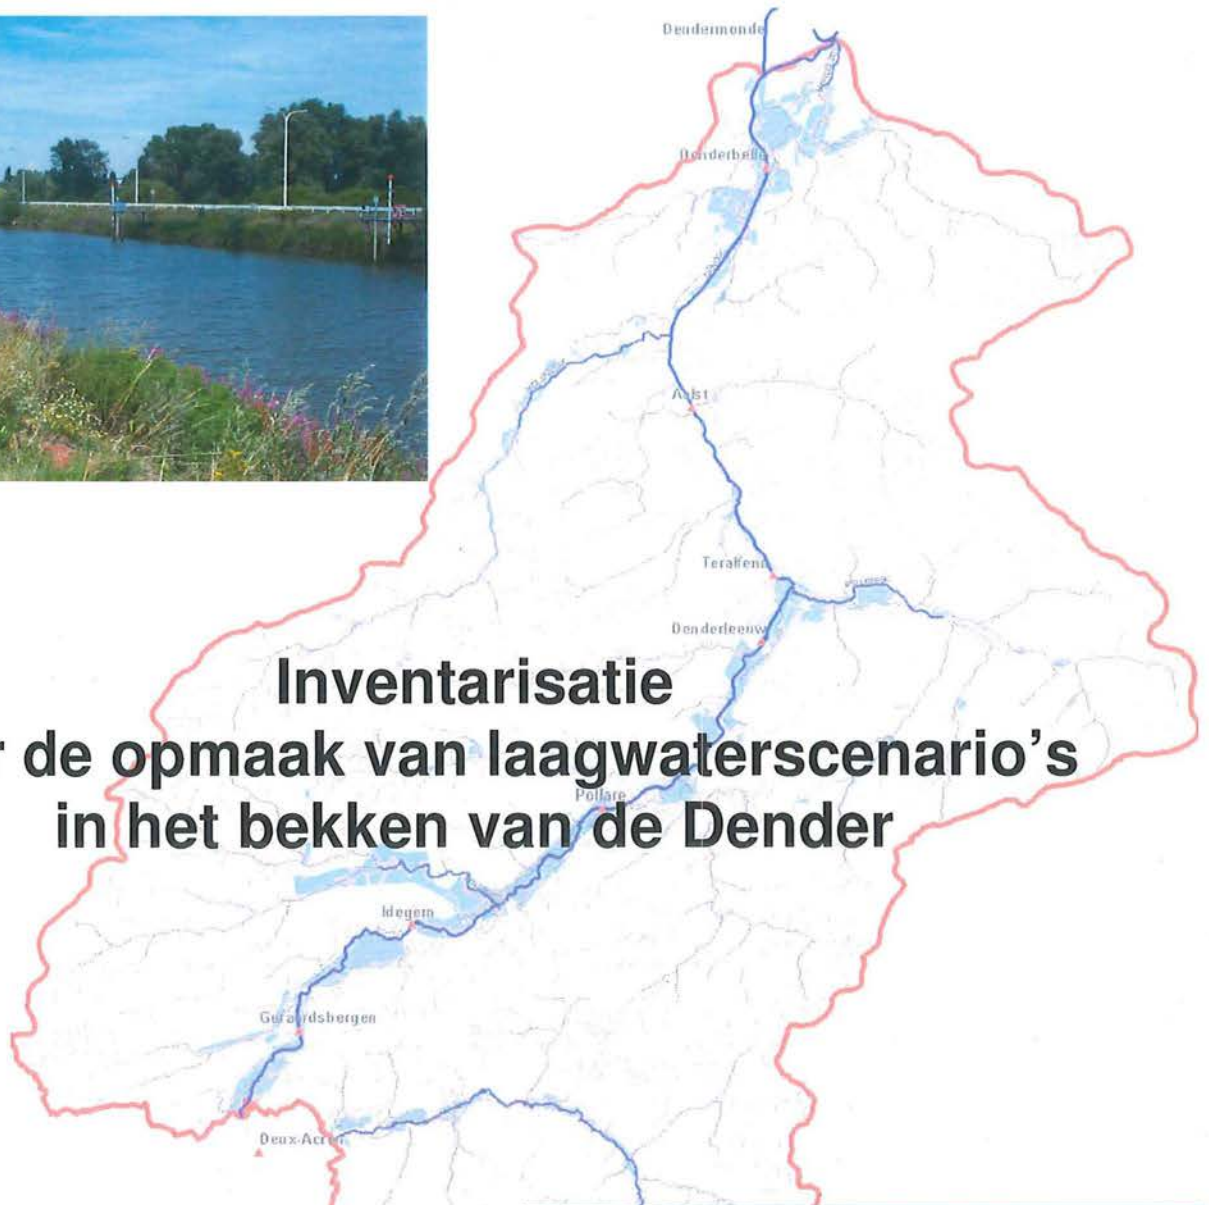 Dendermonde
Denderbelle
Aalst
Teralfene
Denderleeuw
Inventarisatie
r de opmaak van laagwaterscenario's
in het bekken van de Dender
Pollare
Idegem
Geraardsbergen
Deux-Acren